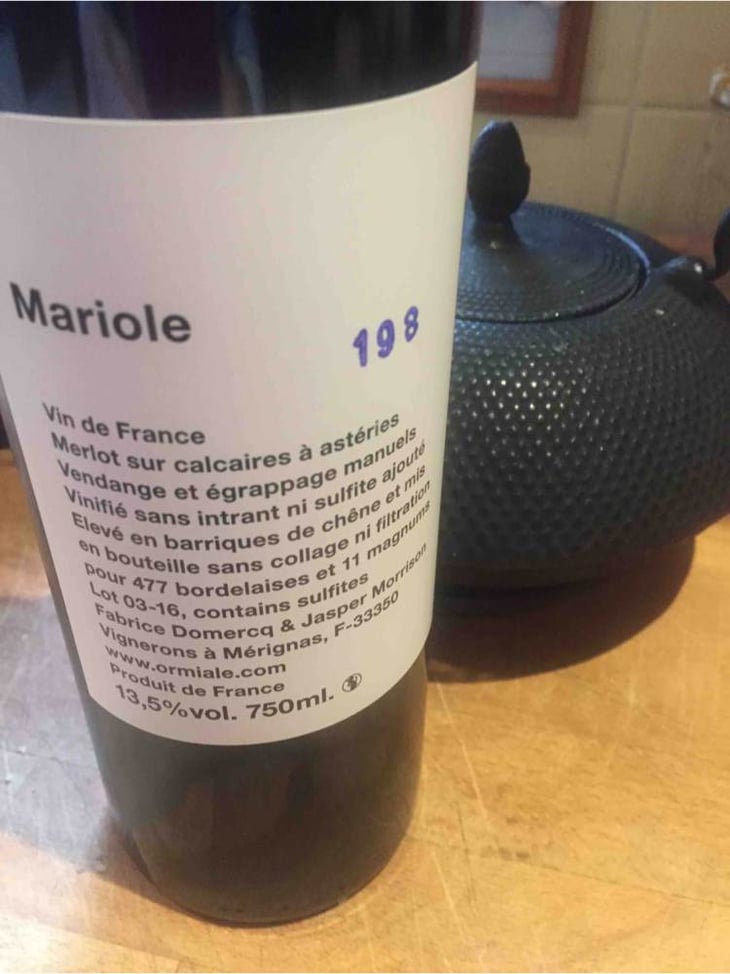 Mariole
198
Vin de France
Merlot sur calcaires à astéries
Vendange et égrappage manuels
Vinifié sans intrant ni sulfite ajouté
Elevé en barriques de chêne et mis
en bouteille sans collage ni filtration
pour 477 bordelaises et 11 magnums
Lot 03-16, contains sulfites
Fabrice Domercq & Jasper Morrison
Vignerons à Mérignas, F-33350
www.ormiale.com
Produit de France
13,5%vol. 750ml.